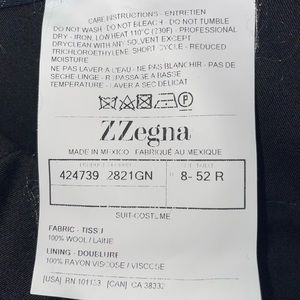 CARE INSTRUCTIONS - ENTRETIEN
DO NOT WASH - DO NOT BLEACH - DO NOT TUMBLE
DRY - IRON, LOW HEAT 110°C (230F) - PROFESSIONAL
DRYCLEAN WITH ANY SOLVENT EXCEPT
TRICHLOROETHYLENE, SHORT CYCLE - REDUCED
MOISTURE
NE PAS LAVER A L'EAU - NE PAS BLANCHIR - PAS DE
SECHE-LINGE - REPASSAGE A BASSE
TEMPERATURE - LAVER A SEC DELICAT
ZZegna
MADE IN MEXICO FABRIQUÉ AU MEXIQUE
424739 2821GN 8- 52 R
SUIT-COSTUME
FABRIC - TISSU
100% WOOL / LAINE
LINING - DOUBLURE
100% RAYON VISCOSE / VISCOSE
[USA] RN 101133 [CAN] CA 38332